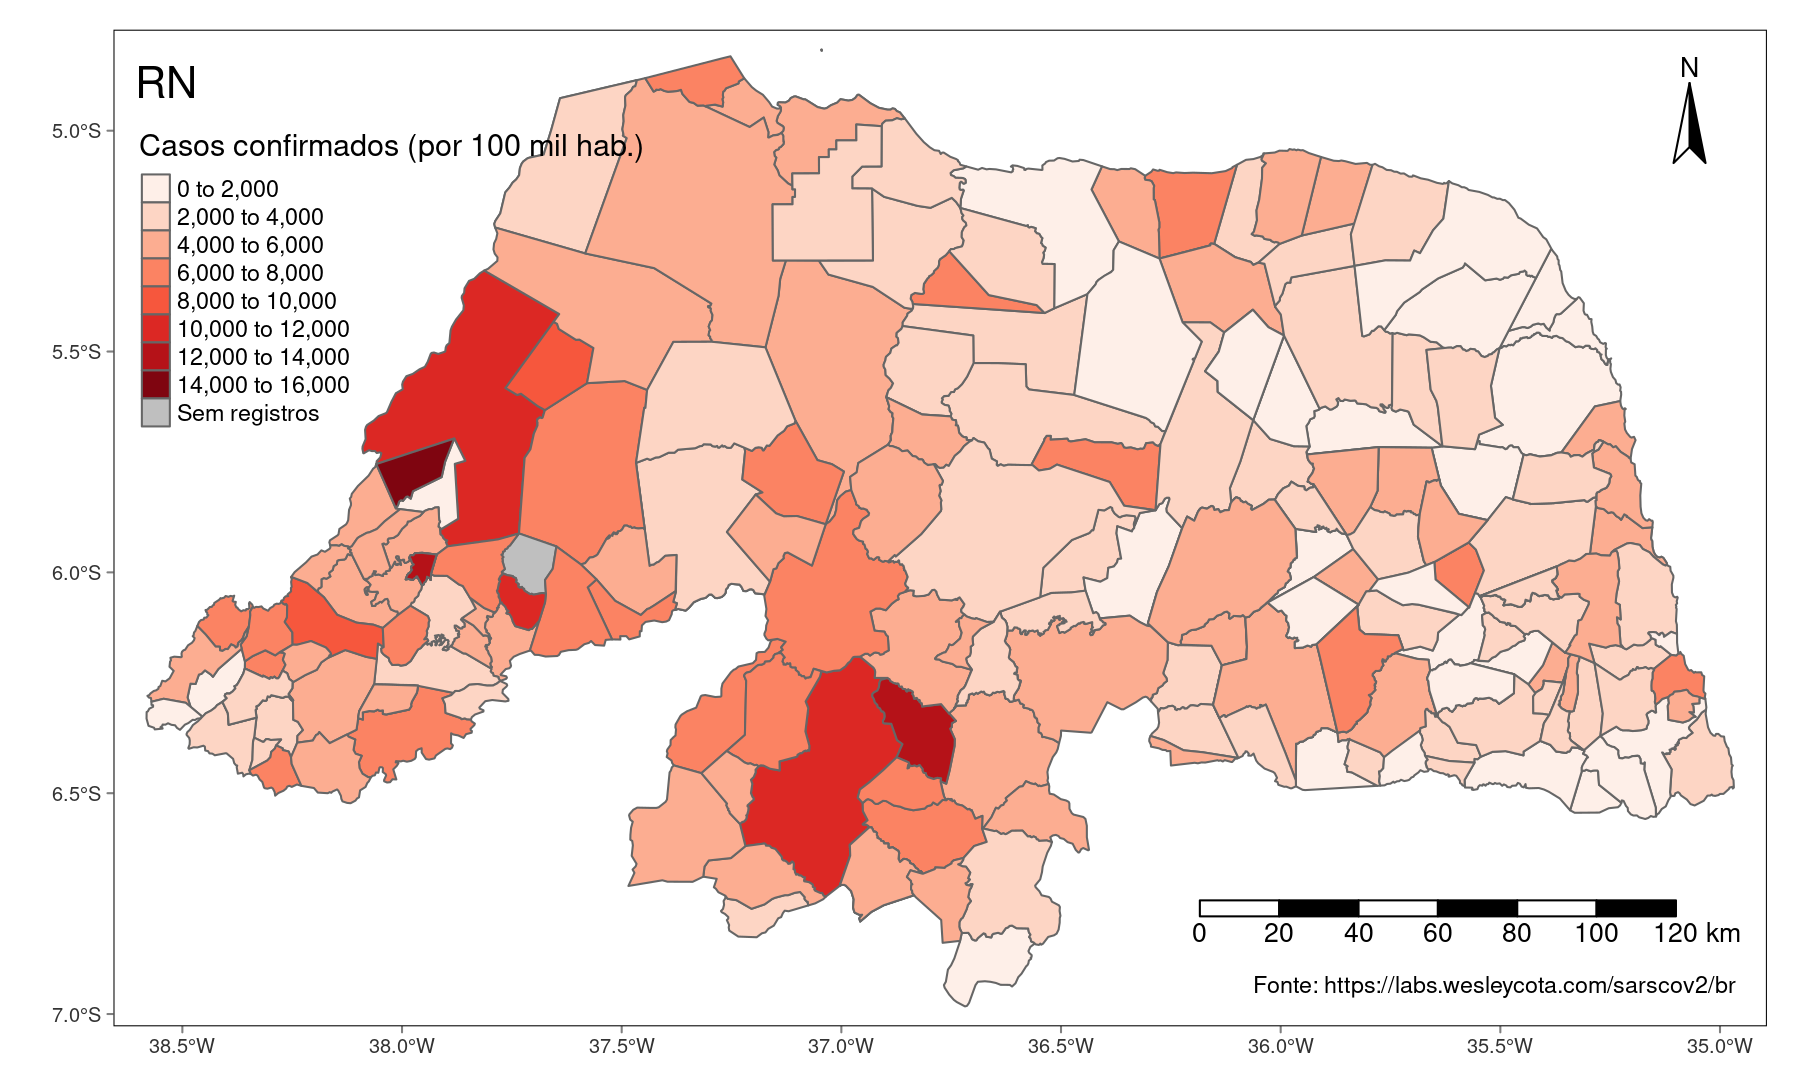 RN
N
Casos confirmados (por 100 mil hab.)
0 to 2,000
2,000 to 4,000
4,000 to 6,000
6,000 to 8,000
8,000 to 10,000
10,000 to 12,000
12,000 to 14,000
14,000 to 16,000
Sem registros
5.0°S
5.5°S
6.0°S
6.5°S
7.0°S
0 20 40 60 80 100 120 km
Fonte: https://labs.wesleycota.com/sarscov2/br
38.5°W 38.0°W 37.5°W 37.0°W 36.5°W 36.0°W 35.5°W 35.0°W